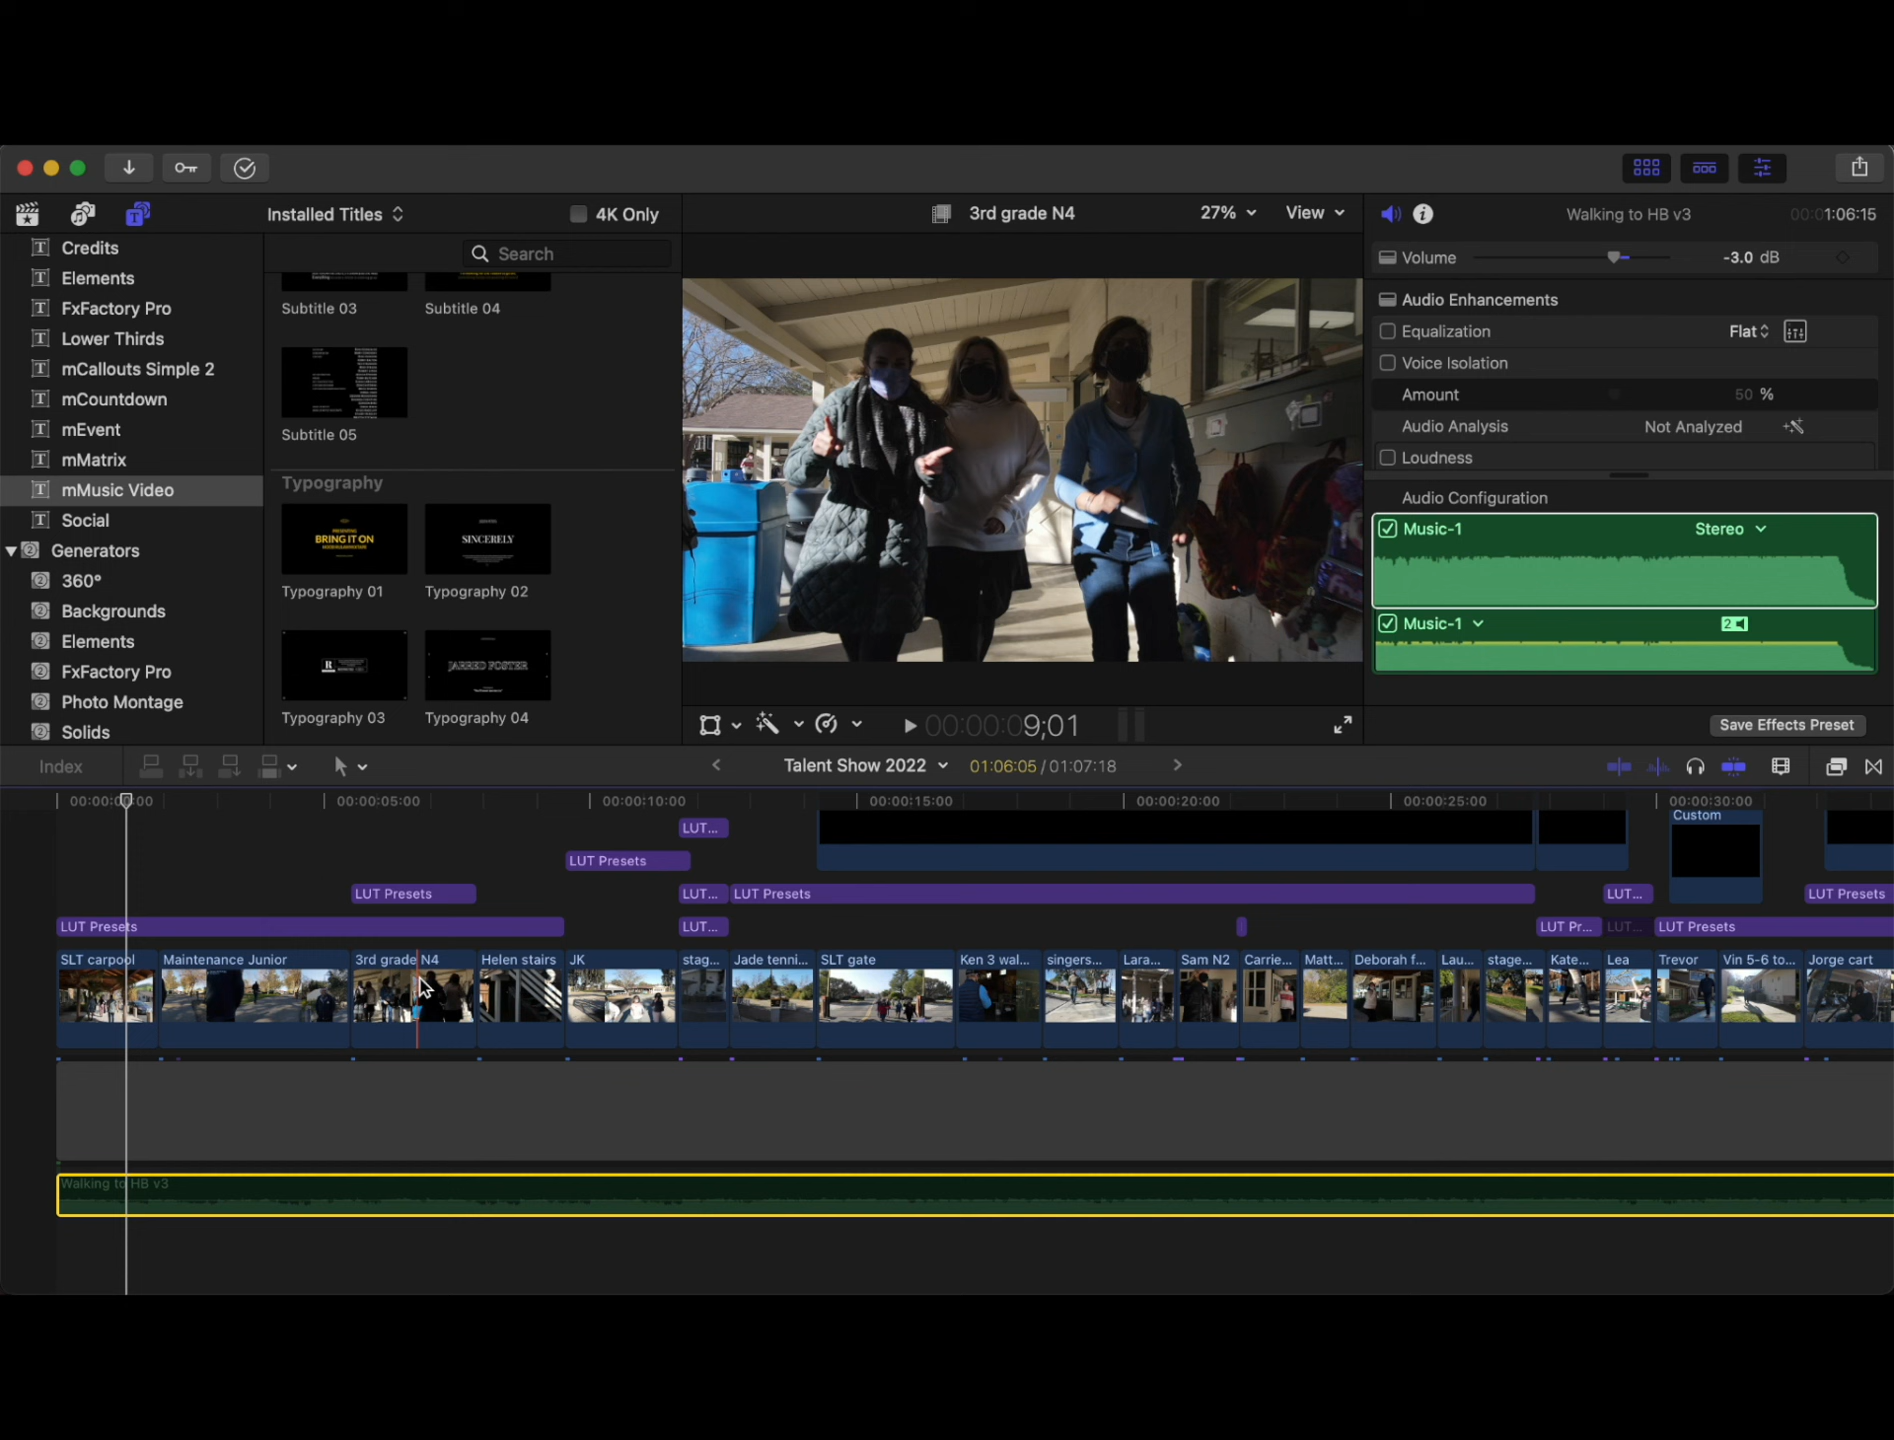 Installed Titles
4K Only
3rd grade N4
27%
View
Walking to HB v3
00:01:06:15
Credits
Elements
FxFactory Pro
Lower Thirds
mCallouts Simple 2
mCountdown
mEvent
mMatrix
mMusic Video
Social
Generators
360°
Backgrounds
Elements
FxFactory Pro
Photo Montage
Solids
Search
Subtitle 03
Subtitle 04
Subtitle 05
Typography
BRING IT ON
SINCERELY
Typography 01
Typography 02
R
JARRED FOSTER
Typography 03
Typography 04
00:00:09;01
Volume
-3.0 dB
Audio Enhancements
Equalization
Flat
Voice Isolation
Amount
50 %
Audio Analysis
Not Analyzed
Loudness
Audio Configuration
Music-1
Stereo
Music-1
2
Save Effects Preset
Index
Talent Show 2022
01:06:05 / 01:07:18
00:00:00:00
00:00:05:00
00:00:10:00
00:00:15:00
00:00:20:00
00:00:25:00
00:00:30:00
LUT...
Custom
LUT Presets
LUT Presets
LUT...
LUT Presets
LUT...
LUT Presets
LUT Presets
LUT...
LUT Pr...
LUT...
LUT Presets
SLT carpool
Maintenance Junior
3rd grade N4
Helen stairs
JK
stag...
Jade tenni...
SLT gate
Ken 3 wal...
singers...
Lara...
Sam N2
Carrie...
Matt...
Deborah f...
Lau...
stage...
Kate...
Lea
Trevor
Vin 5-6 to...
Jorge cart
Walking to HB v3